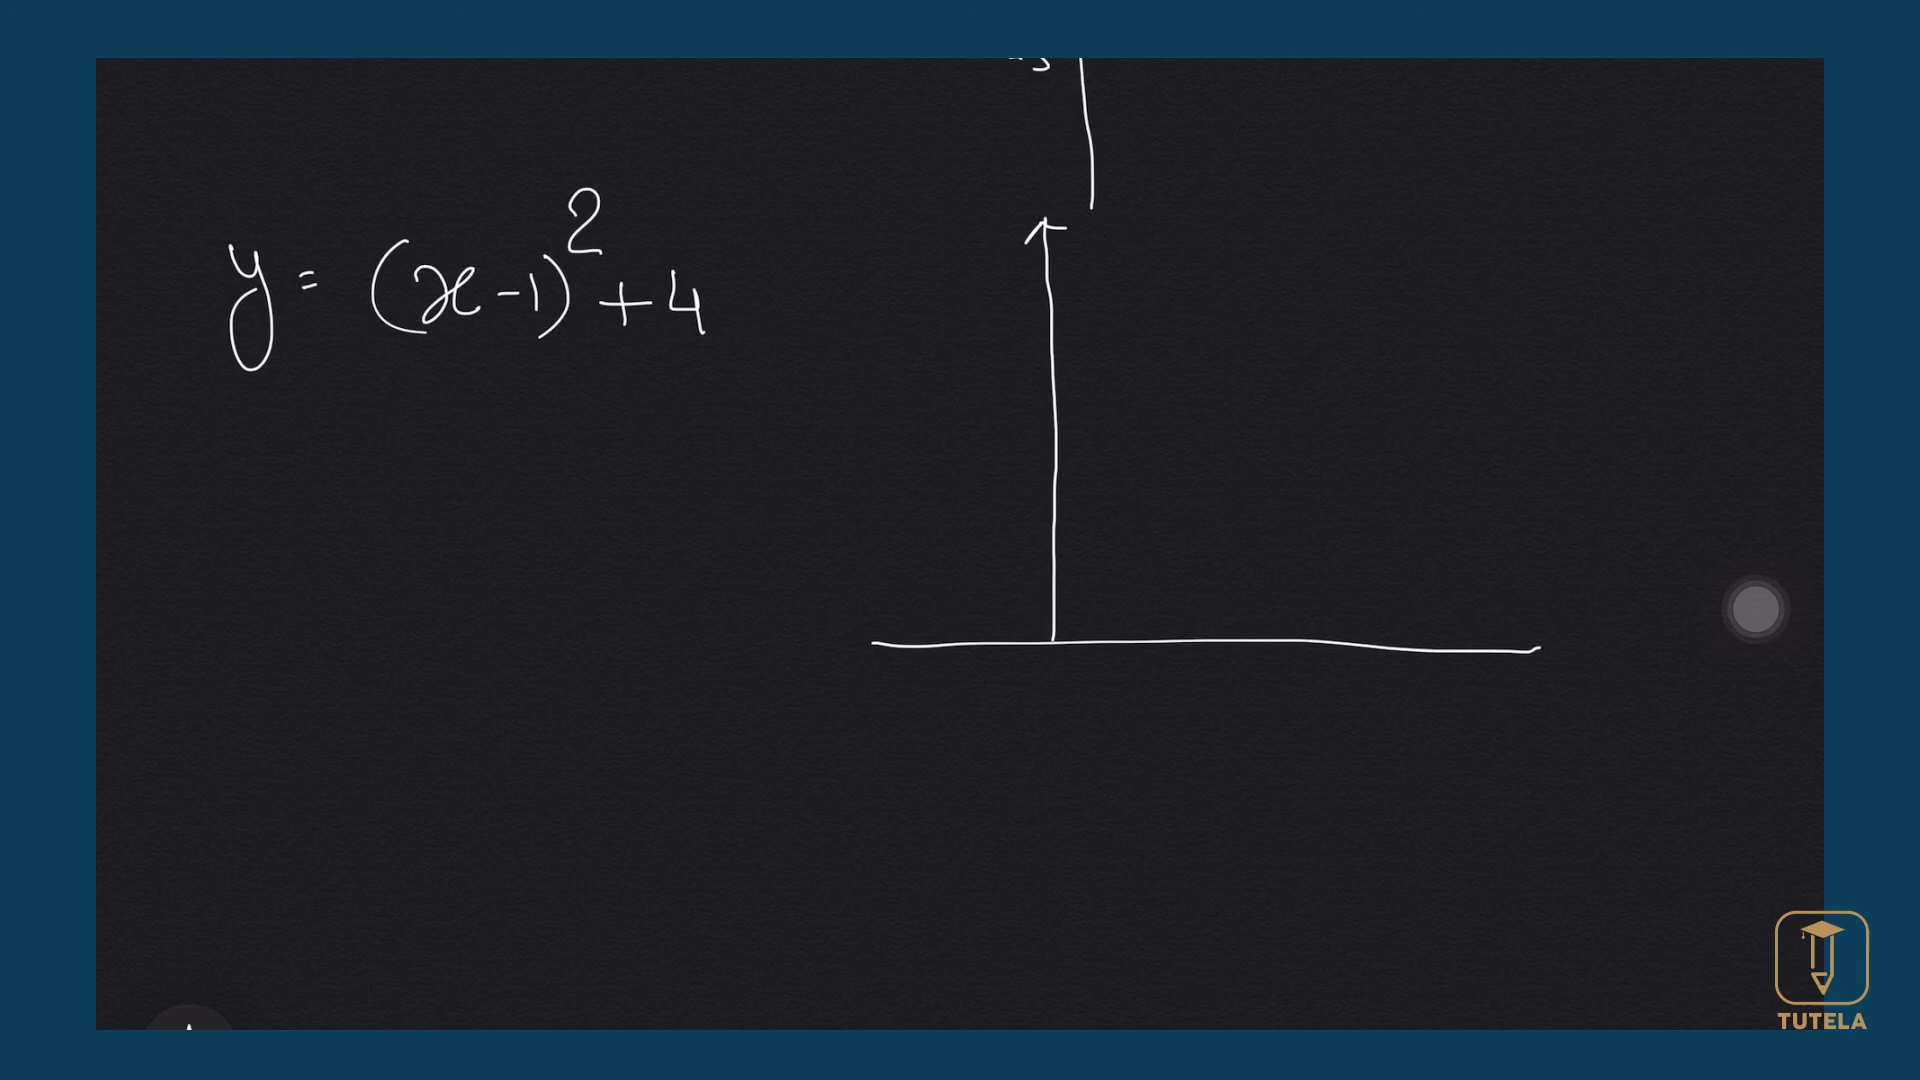 y = (x-1)² + 4
TUTELA